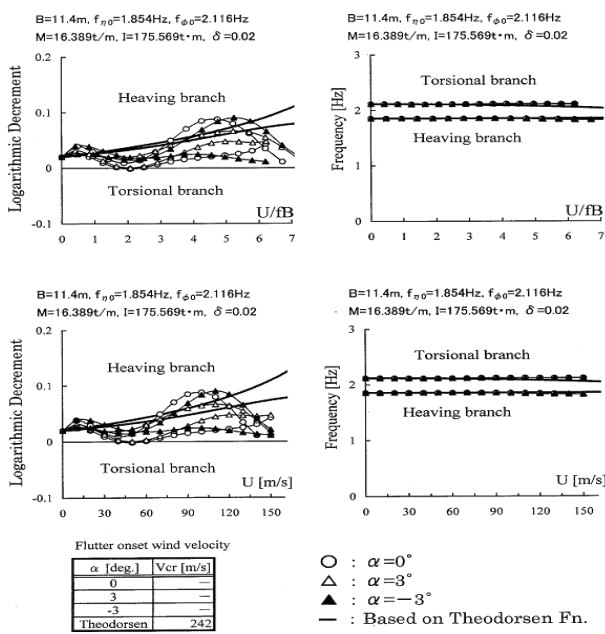 B=11.4m, fη0=1.854Hz, fφ0=2.116Hz
M=16.389t/m, I=175.569t·m, δ=0.02
0.2
0.1
0
-0.1
Logarithmic Decrement
Heaving branch
Torsional branch
0 1 2 3 4 5 6 7
U/fB
B=11.4m, fη0=1.854Hz, fφ0=2.116Hz
M=16.389t/m, I=175.569t·m, δ=0.02
3
2
1
0
Frequency [Hz]
Torsional branch
Heaving branch
0 1 2 3 4 5 6 7
U/fB
B=11.4m, fη0=1.854Hz, fφ0=2.116Hz
M=16.389t/m, I=175.569t·m, δ=0.02
0.2
0.1
0
-0.1
Logarithmic Decrement
Heaving branch
Torsional branch
U [m/s]
0 30 60 90 120 150
B=11.4m, fη0=1.854Hz, fφ0=2.116Hz
M=16.389t/m, I=175.569t·m, δ=0.02
3
2
1
0
Frequency [Hz]
Torsional branch
Heaving branch
U [m/s]
0 30 60 90 120 150
Flutter onset wind velocity
α [deg.] Vcr [m/s]
0 —
3 —
-3 —
Theodorsen 242
○ : α=0°
△ : α=3°
▲ : α=−3°
— : Based on Theodorsen Fn.